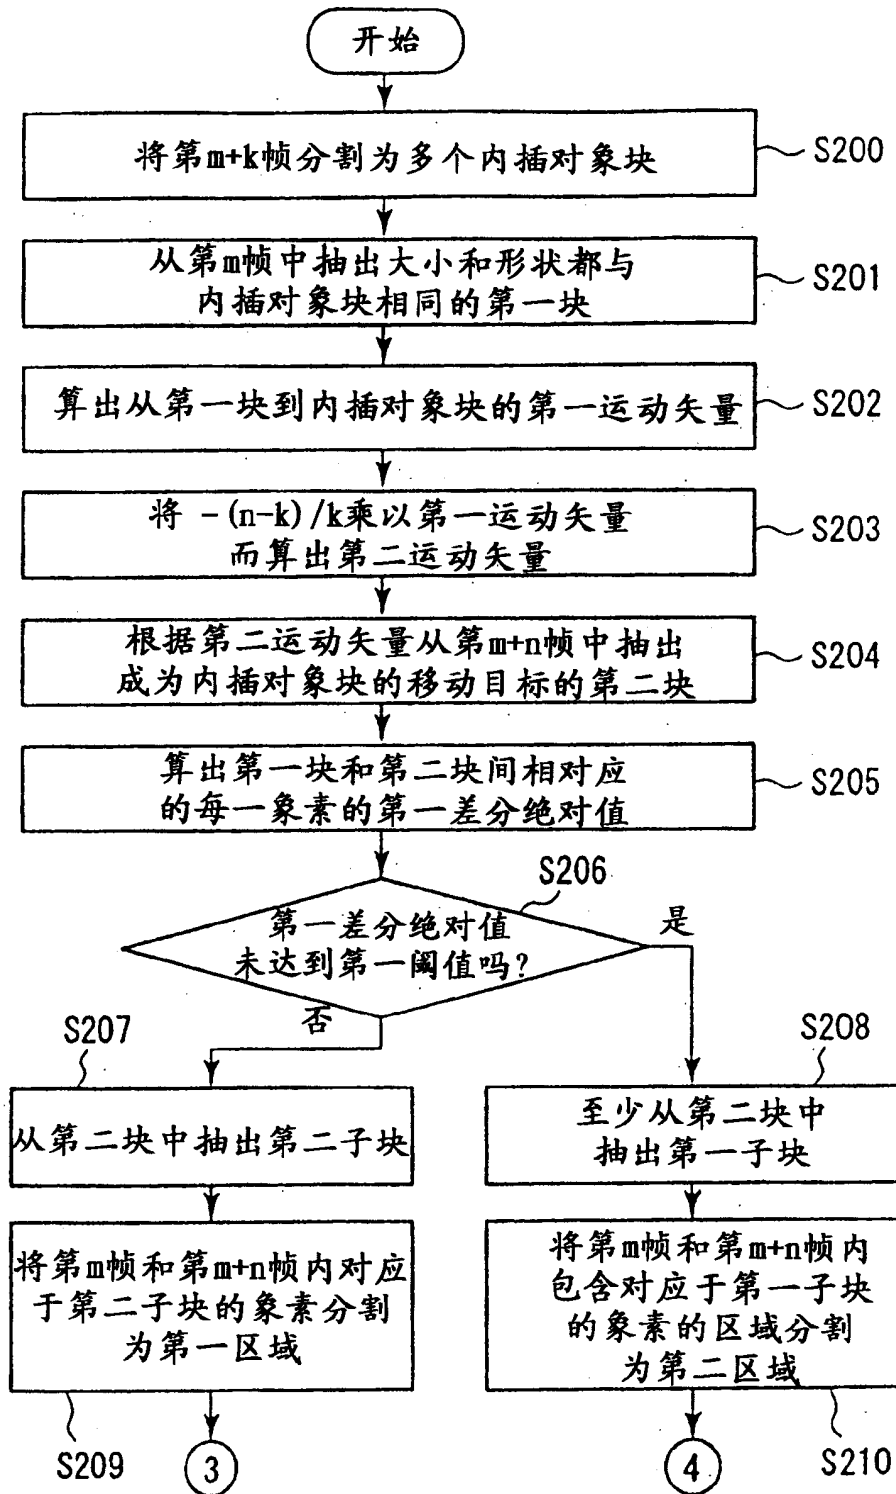 开始
将第m+k帧分割为多个内插对象块
S200
从第m帧中抽出大小和形状都与
内插对象块相同的第一块
S201
算出从第一块到内插对象块的第一运动矢量
S202
将 -(n-k)/k乘以第一运动矢量
而算出第二运动矢量
S203
根据第二运动矢量从第m+n帧中抽出
成为内插对象块的移动目标的第二块
S204
算出第一块和第二块间相对应
的每一象素的第一差分绝对值
S205
S206
第一差分绝对值
未达到第一阈值吗?
是
否
S207
从第二块中抽出第二子块
S208
至少从第二块中
抽出第一子块
将第m帧和第m+n帧内对应
于第二子块的象素分割
为第一区域
S209
将第m帧和第m+n帧内
包含对应于第一子块
的象素的区域分割
为第二区域
S210
3
4